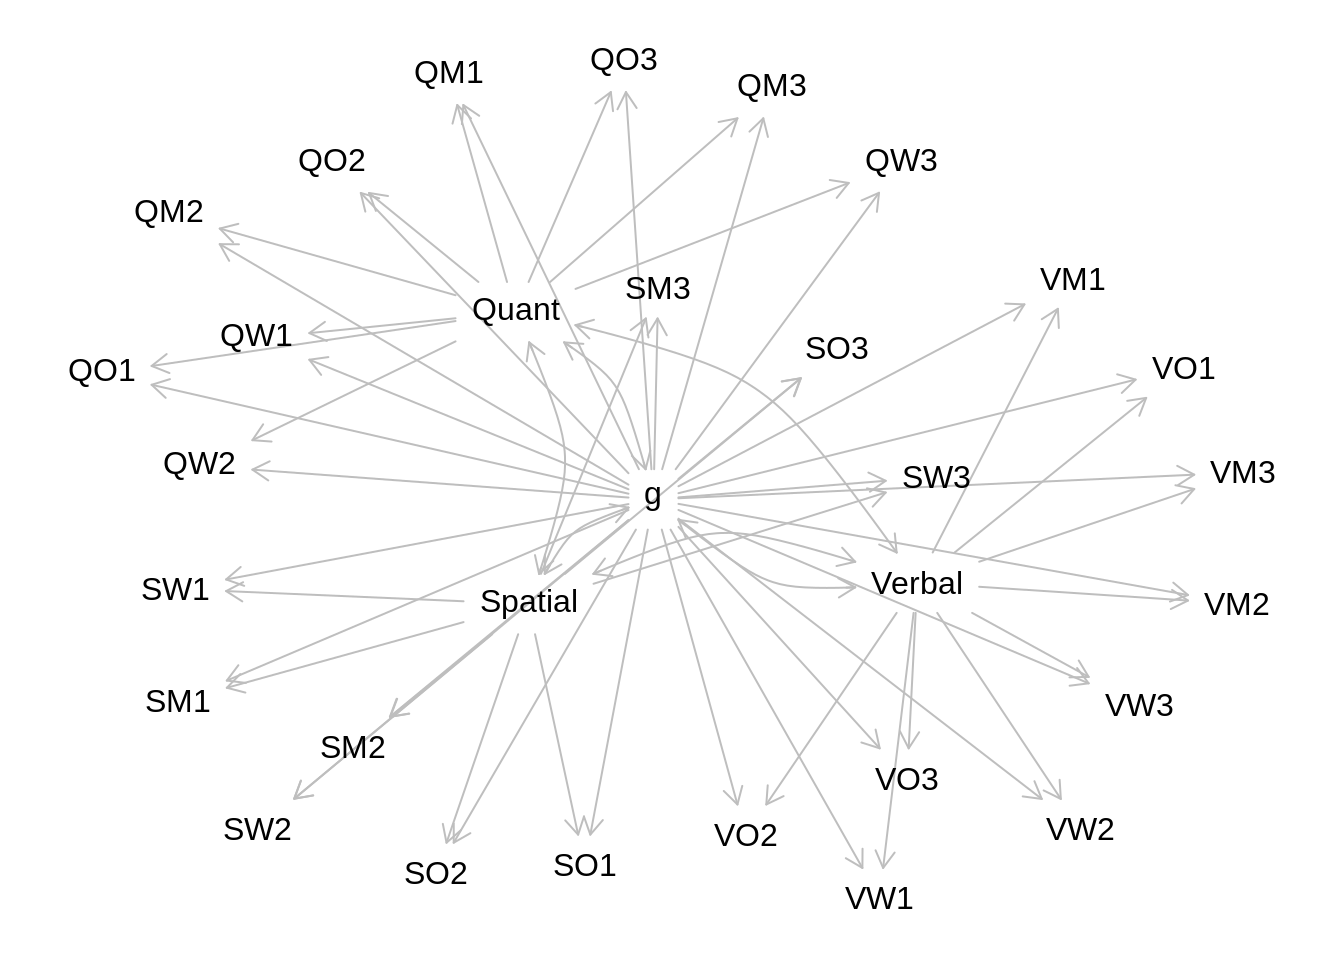 QO3
QM1
QM3
QO2
QW3
QM2
VM1
SM3
Quant
QW1
SO3
QO1
VO1
QW2
VM3
SW3
g
Verbal
SW1
Spatial
VM2
SM1
VW3
SM2
VO3
SW2
VW2
VO2
SO1
SO2
VW1